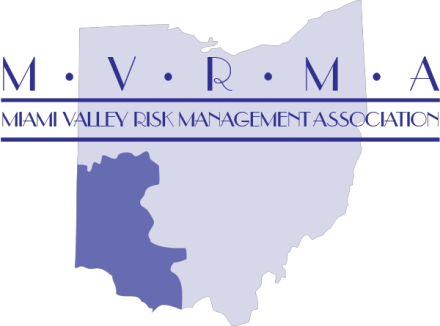 M • V • R • M • A
MIAMI VALLEY RISK MANAGEMENT ASSOCIATION